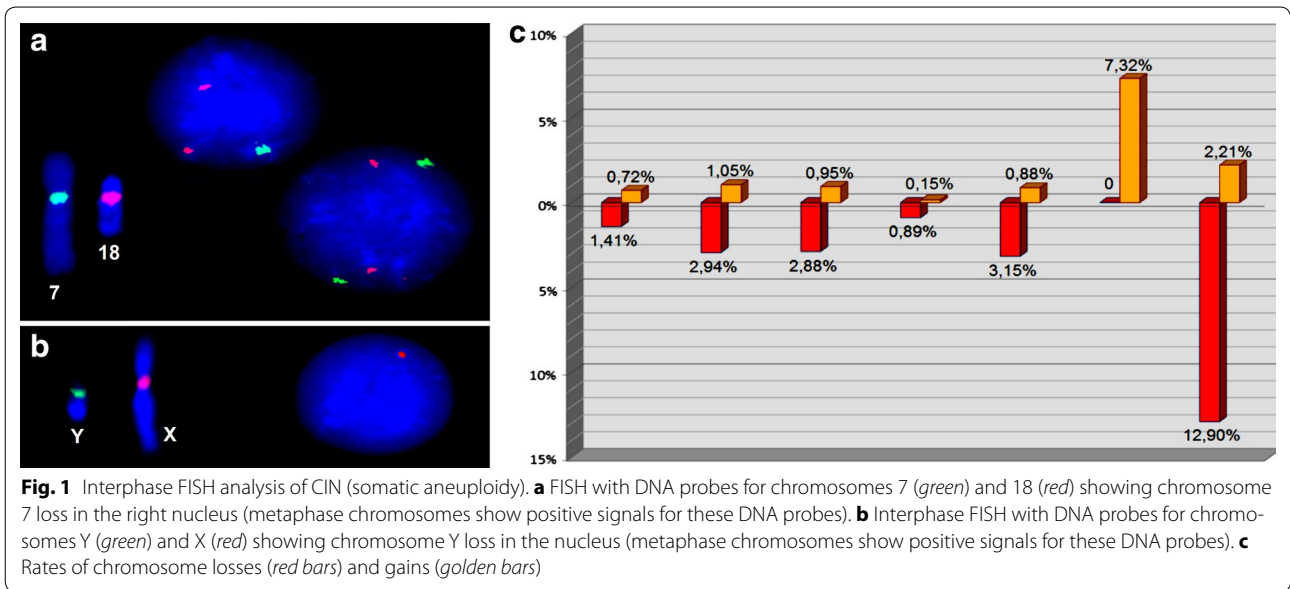 a
7
18
b
Y
X
c
10%
5%
0%
5%
10%
15%
0,72%
1,05%
0,95%
0,15%
0,88%
7,32%
2,21%
1,41%
2,94%
2,88%
0,89%
3,15%
0
12,90%
Fig. 1 Interphase FISH analysis of CIN (somatic aneuploidy). a FISH with DNA probes for chromosomes 7 (green) and 18 (red) showing chromosome
7 loss in the right nucleus (metaphase chromosomes show positive signals for these DNA probes). b Interphase FISH with DNA probes for chromo-
somes Y (green) and X (red) showing chromosome Y loss in the nucleus (metaphase chromosomes show positive signals for these DNA probes). c
Rates of chromosome losses (red bars) and gains (golden bars)